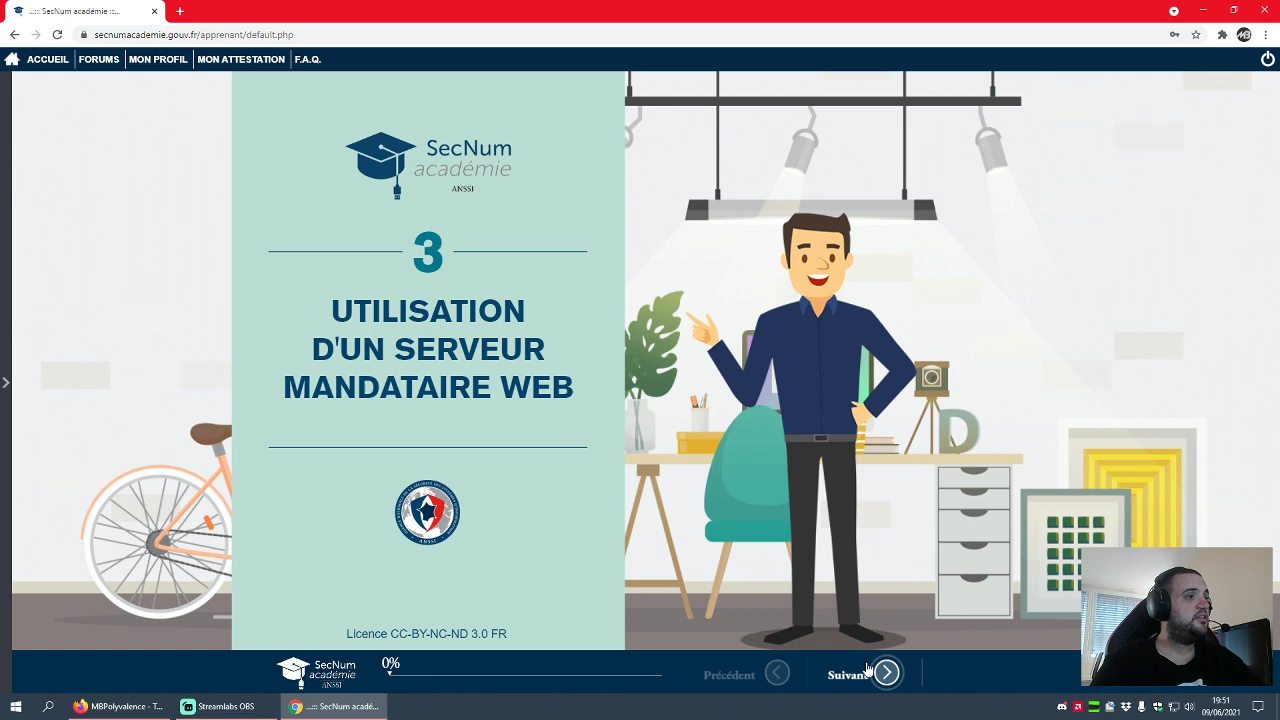 ..::: SecNum académie :::...
secnumacademie.gouv.fr/apprenant/default.php
ACCUEIL
FORUMS
MON PROFIL
MON ATTESTATION
F.A.Q.
SecNum
académie
ANSSI
3
UTILISATION
D'UN SERVEUR
MANDATAIRE WEB
ANSSI
D
Licence CC-BY-NC-ND 3.0 FR
SecNum
académie
ANSSI
0%
Précédent
Suivant
MBPolyvalence - T...
Streamlabs OBS
..::: SecNum acadé...
19:51
09/06/2021